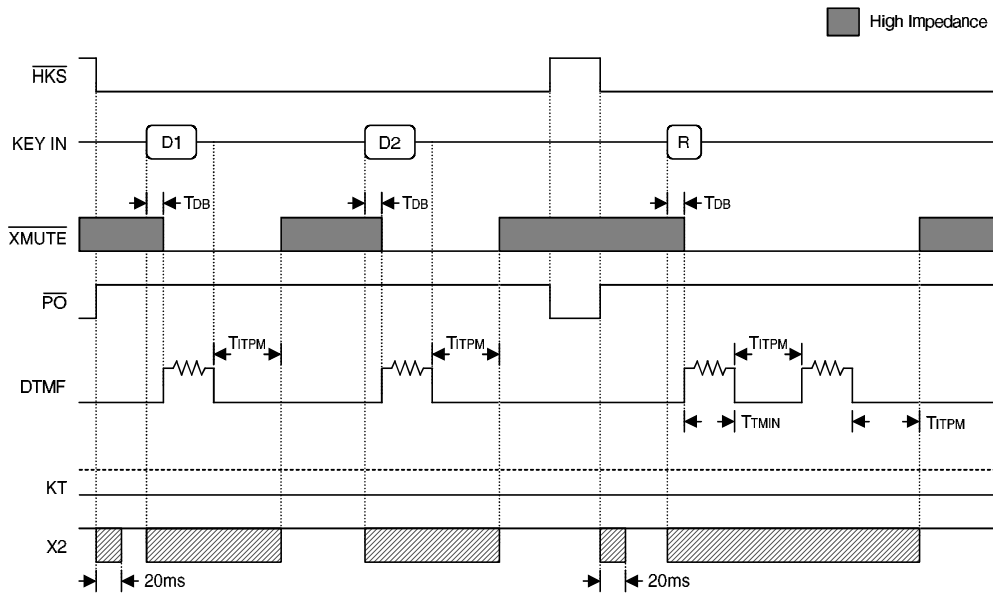 High Impedance
HKS
KEY IN D1 D2 R
TDB TDB TDB
XMUTE
PO
TITPM TITPM TITPM
DTMF
TTMIN TITPM
KT
X2
20ms 20ms